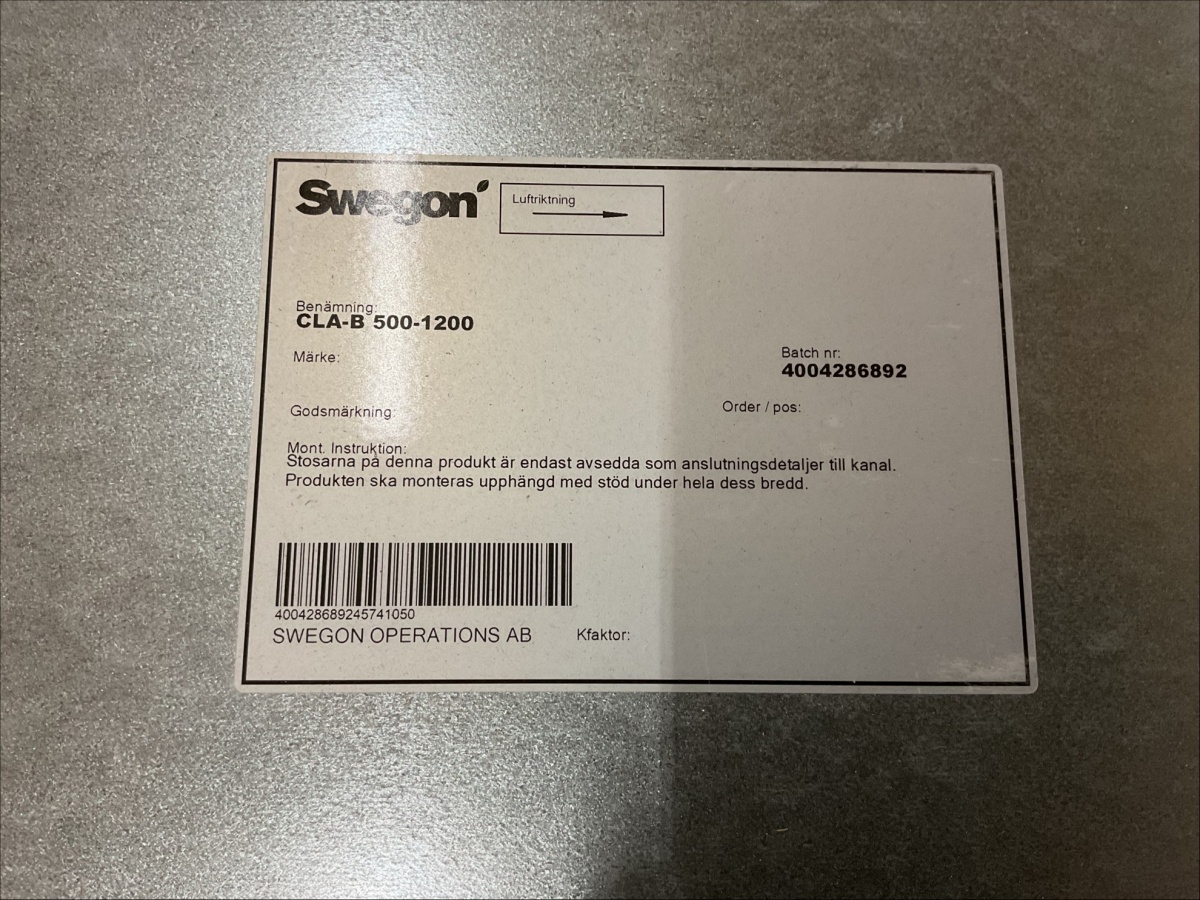 Swegon
Luftriktning
Benämning:
CLA-B 500-1200
Märke:
Batch nr:
4004286892
Godsmärkning:
Order / pos:
Mont. Instruktion:
Stosarna på denna produkt är endast avsedda som anslutningsdetaljer till kanal.
Produkten ska monteras upphängd med stöd under hela dess bredd.
400428689245741050
SWEGON OPERATIONS AB
Kfaktor: